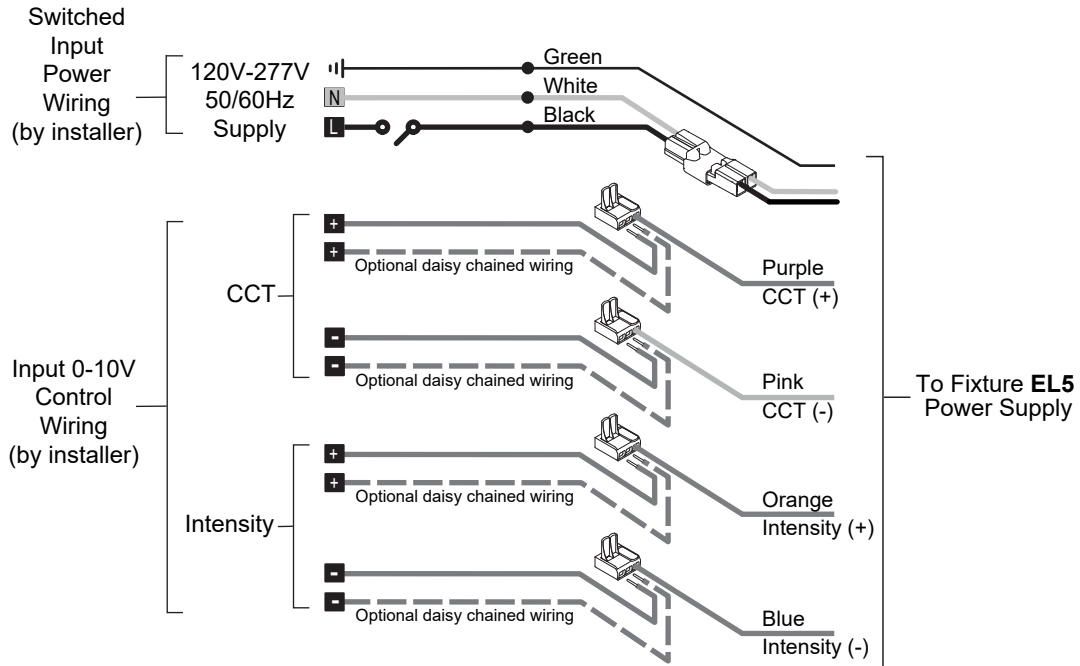 Switched
Input
Power
Wiring
(by installer)
120V-277V
50/60Hz
Supply
N
L
Green
White
Black
Input 0-10V
Control
Wiring
(by installer)
CCT
+
+
Optional daisy chained wiring
Purple
CCT (+)
-
-
Optional daisy chained wiring
Pink
CCT (-)
Intensity
+
+
Optional daisy chained wiring
Orange
Intensity (+)
-
-
Optional daisy chained wiring
Blue
Intensity (-)
To Fixture EL5
Power Supply